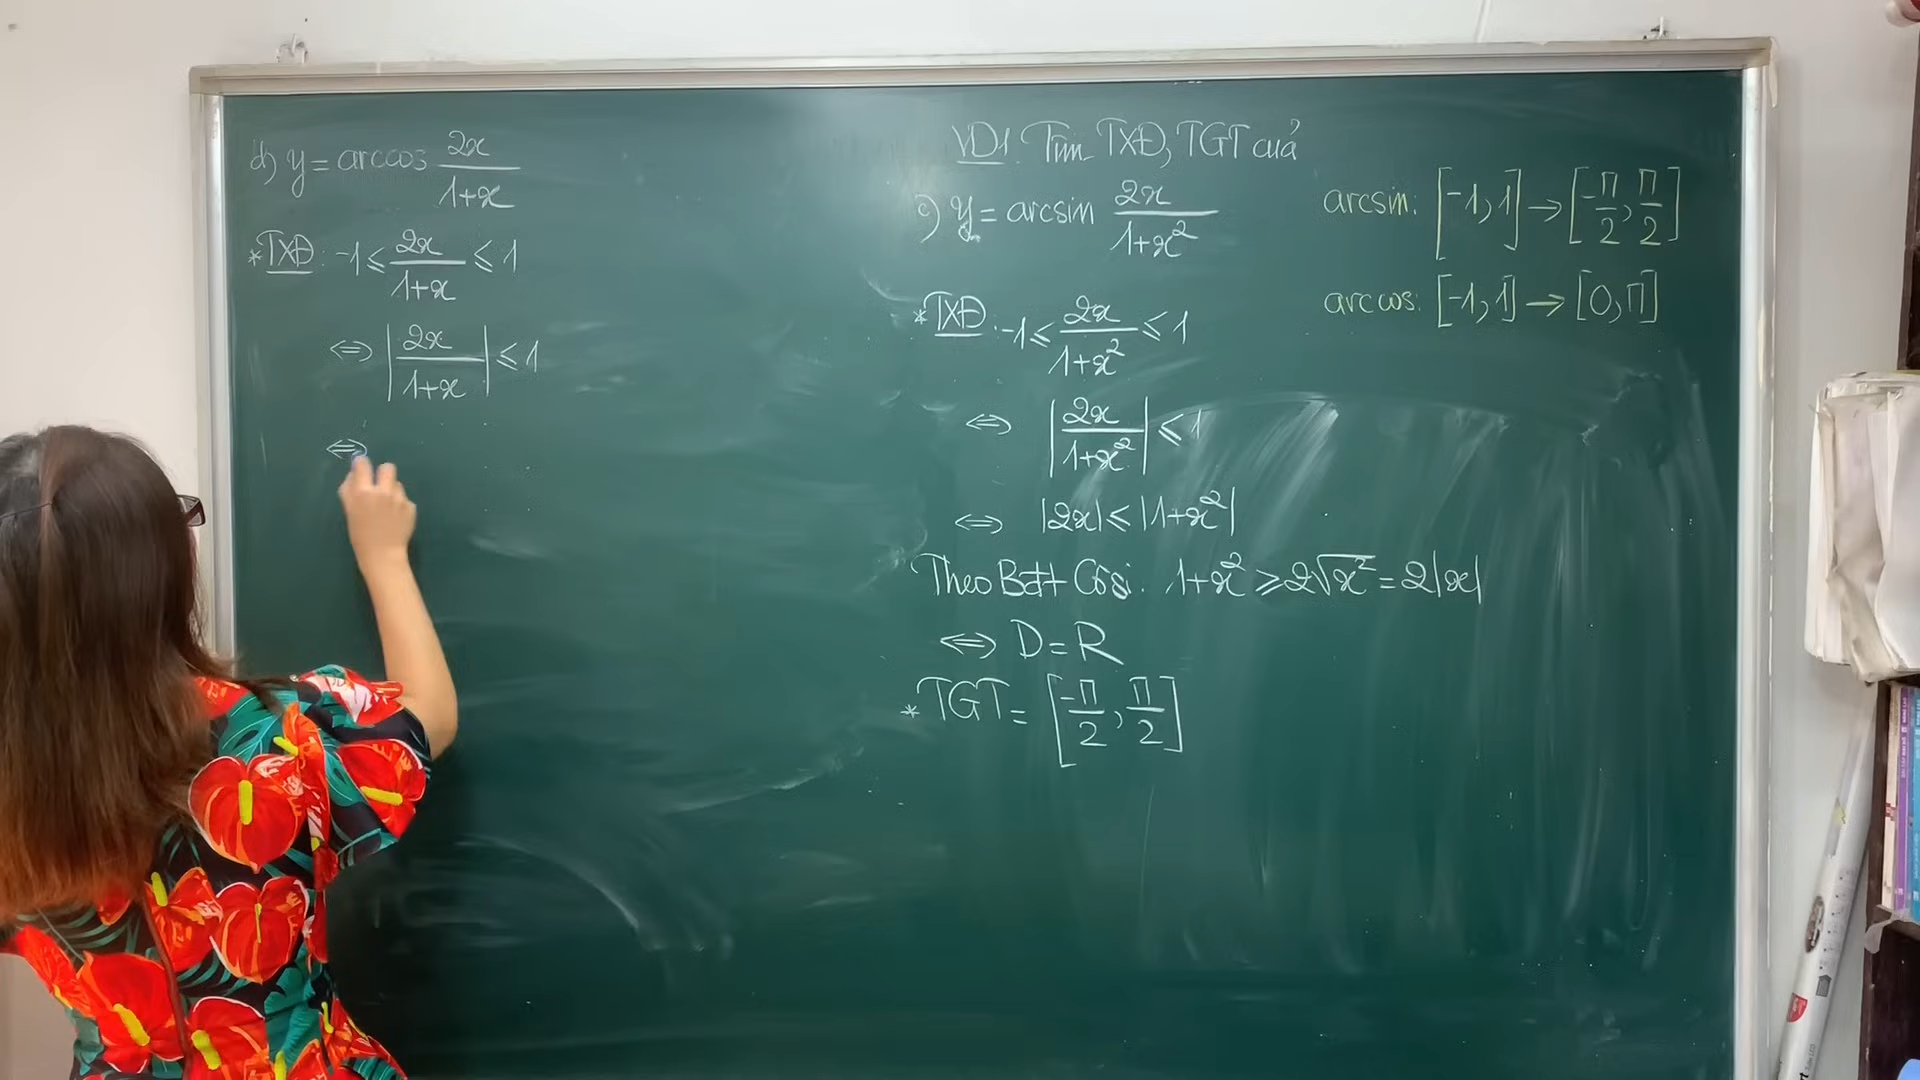 d) y = arccos 2x/(1+x)
* TXĐ: -1 ≤ 2x/(1+x) ≤ 1
⇔ |2x/(1+x)| ≤ 1
⇔
VD1. Tìm TXĐ, TGT của
c) y = arcsin 2x/(1+x²)
* TXĐ: -1 ≤ 2x/(1+x²) ≤ 1
⇔ |2x/(1+x²)| ≤ 1
⇔ |2x| ≤ |1+x²|
Theo Bđt Côsi: 1+x² ≥ 2√x² = 2|x|
⇔ D = R
* TGT = [-π/2, π/2]
arcsin: [-1, 1] → [-π/2, π/2]
arccos: [-1, 1] → [0, π]